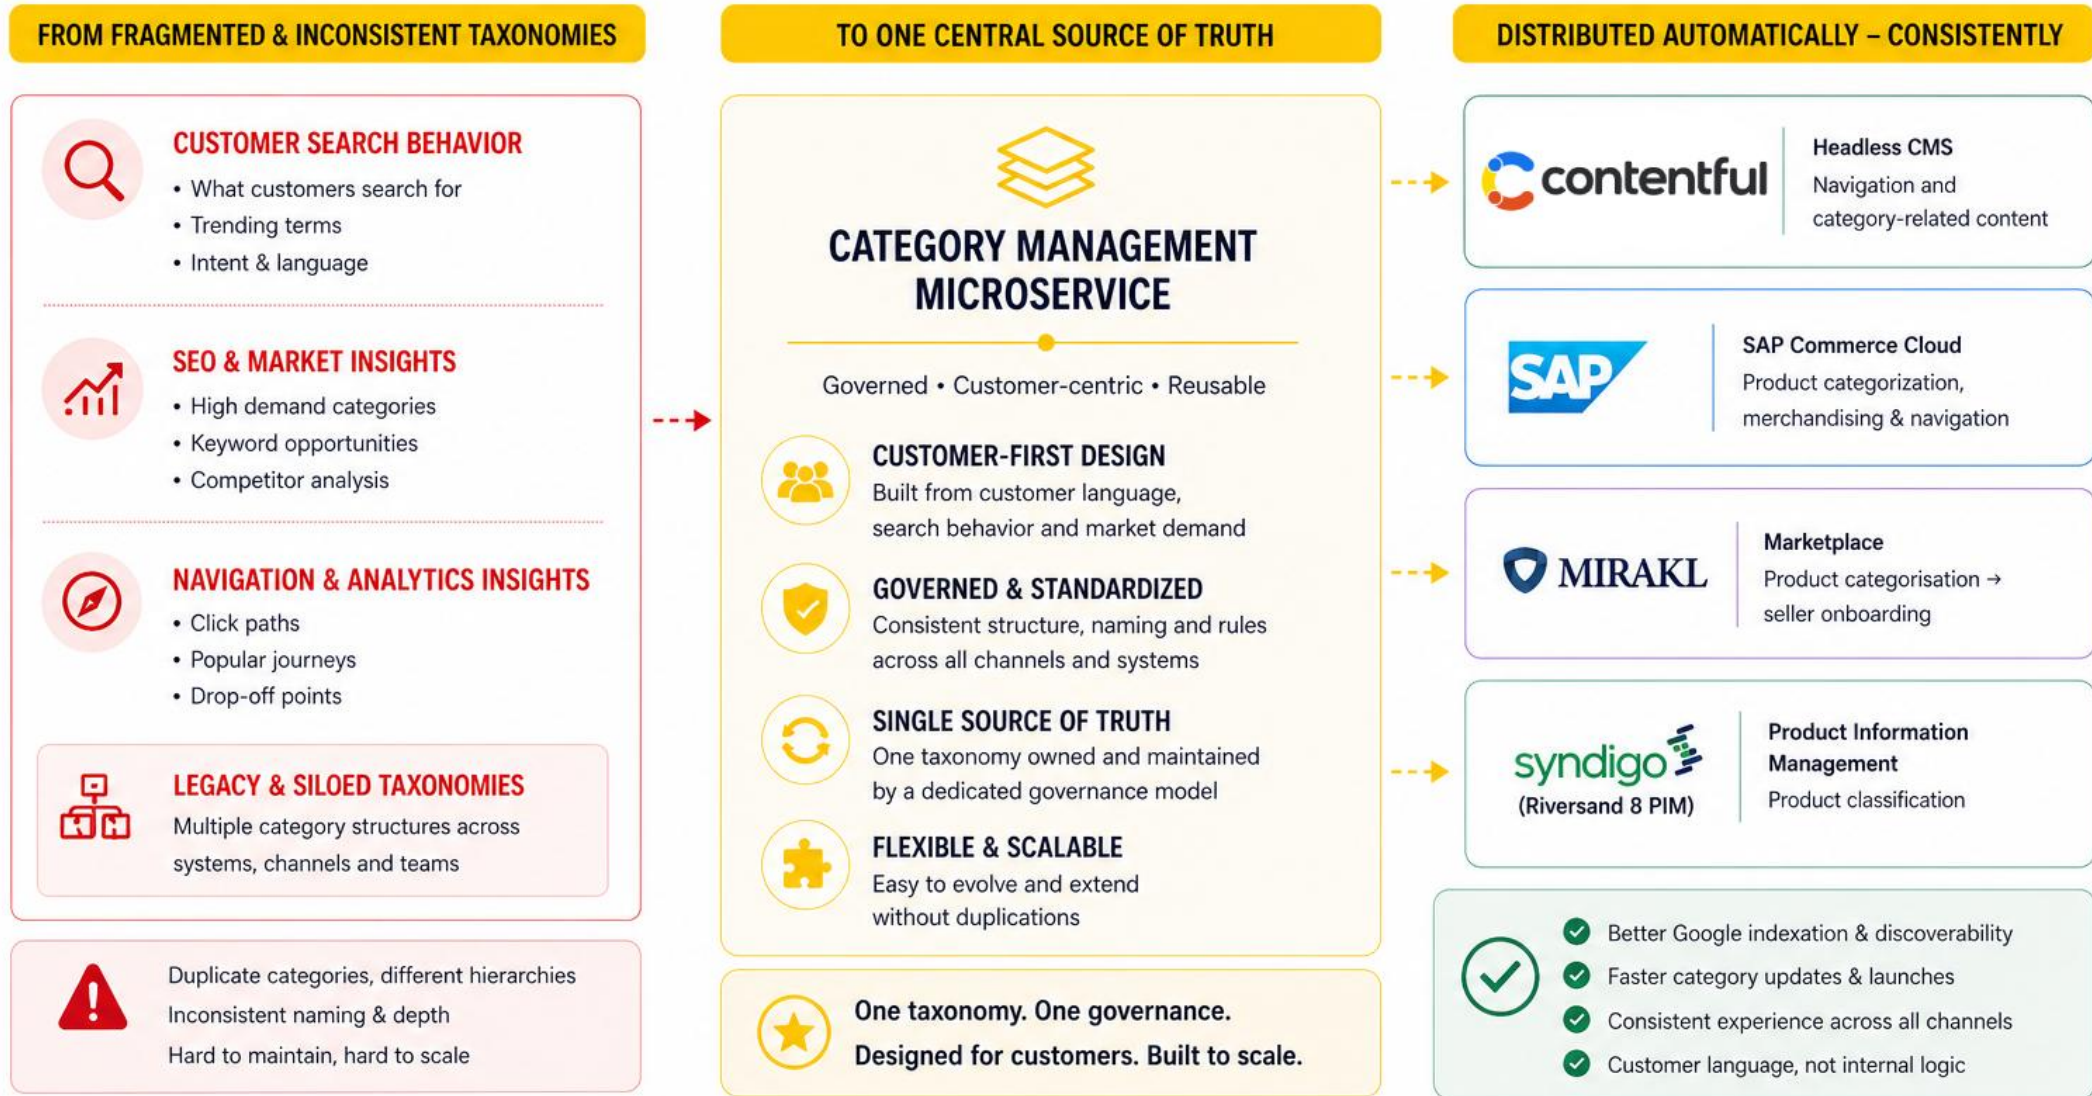 FROM FRAGMENTED & INCONSISTENT TAXONOMIES
CUSTOMER SEARCH BEHAVIOR
• What customers search for
• Trending terms
• Intent & language
SEO & MARKET INSIGHTS
• High demand categories
• Keyword opportunities
• Competitor analysis
NAVIGATION & ANALYTICS INSIGHTS
• Click paths
• Popular journeys
• Drop-off points
LEGACY & SILOED TAXONOMIES
Multiple category structures across
systems, channels and teams
Duplicate categories, different hierarchies
Inconsistent naming & depth
Hard to maintain, hard to scale
TO ONE CENTRAL SOURCE OF TRUTH
CATEGORY MANAGEMENT
MICROSERVICE
Governed • Customer-centric • Reusable
CUSTOMER-FIRST DESIGN
Built from customer language,
search behavior and market demand
GOVERNED & STANDARDIZED
Consistent structure, naming and rules
across all channels and systems
SINGLE SOURCE OF TRUTH
One taxonomy owned and maintained
by a dedicated governance model
FLEXIBLE & SCALABLE
Easy to evolve and extend
without duplications
One taxonomy. One governance.
Designed for customers. Built to scale.
DISTRIBUTED AUTOMATICALLY – CONSISTENTLY
contentful
Headless CMS
Navigation and
category-related content
SAP
SAP Commerce Cloud
Product categorization,
merchandising & navigation
MIRAKL
Marketplace
Product categorisation →
seller onboarding
syndigo
(Riversand 8 PIM)
Product Information
Management
Product classification
Better Google indexation & discoverability
Faster category updates & launches
Consistent experience across all channels
Customer language, not internal logic